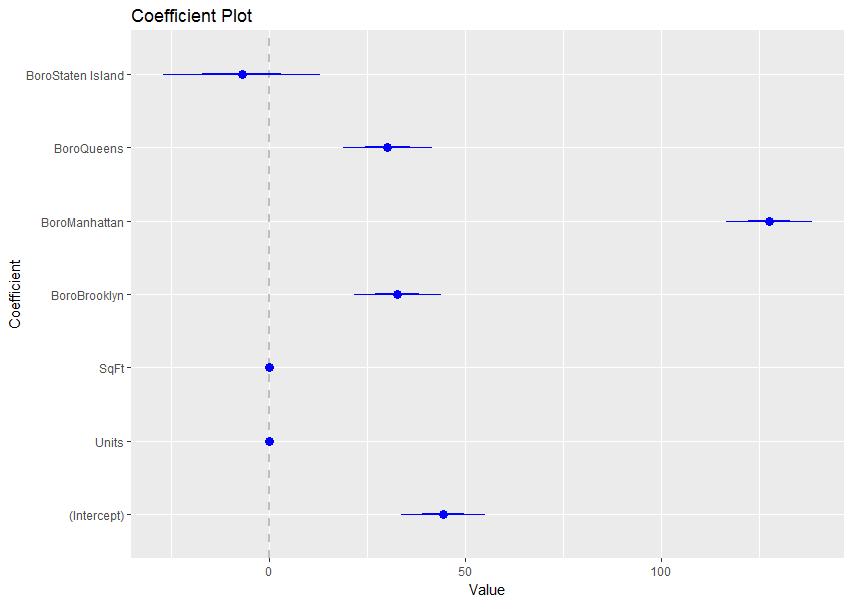 Coefficient Plot
Coefficient
BoroStaten Island
BoroQueens
BoroManhattan
BoroBrooklyn
SqFt
Units
(Intercept)
0 50 100
Value